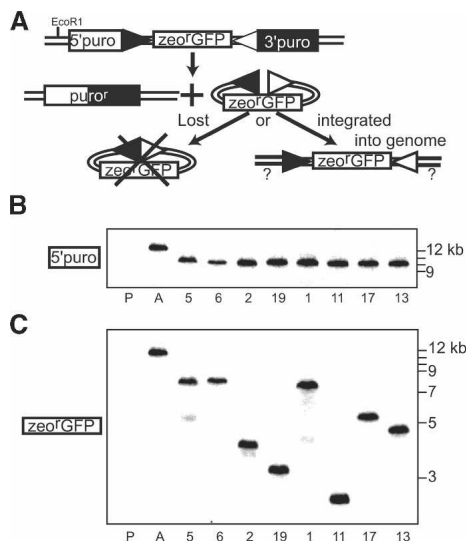 A
EcoR1
5'puro zeoʳGFP 3'puro
puroʳ + zeoʳGFP
Lost or integrated
into genome
zeoʳGFP zeoʳGFP
? ?
B
5'puro
12 kb
9
P A 5 6 2 19 1 11 17 13
C
zeoʳGFP
12 kb
9
7
5
3
P A 5 6 2 19 1 11 17 13